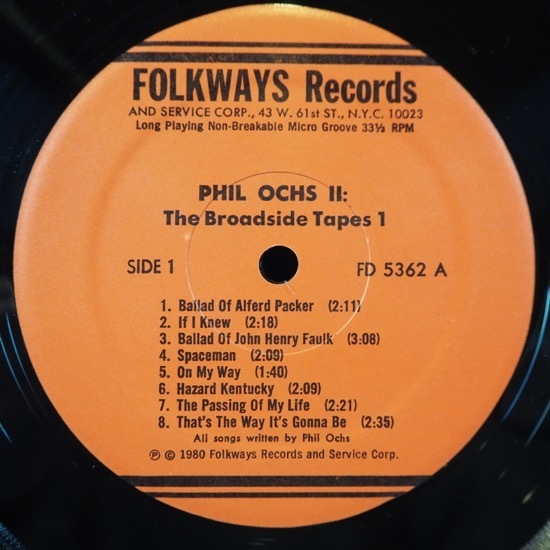 FOLKWAYS Records
AND SERVICE CORP., 43 W. 61st ST., N.Y.C. 10023
Long Playing Non-Breakable Micro Groove 33⅓ RPM
PHIL OCHS II:
The Broadside Tapes 1
SIDE 1 FD 5362 A
1. Ballad Of Alferd Packer (2:11)
2. If I Knew (2:18)
3. Ballad Of John Henry Faulk (3:08)
4. Spaceman (2:09)
5. On My Way (1:40)
6. Hazard Kentucky (2:09)
7. The Passing Of My Life (2:21)
8. That's The Way It's Gonna Be (2:35)
All songs written by Phil Ochs
℗ © 1980 Folkways Records and Service Corp.